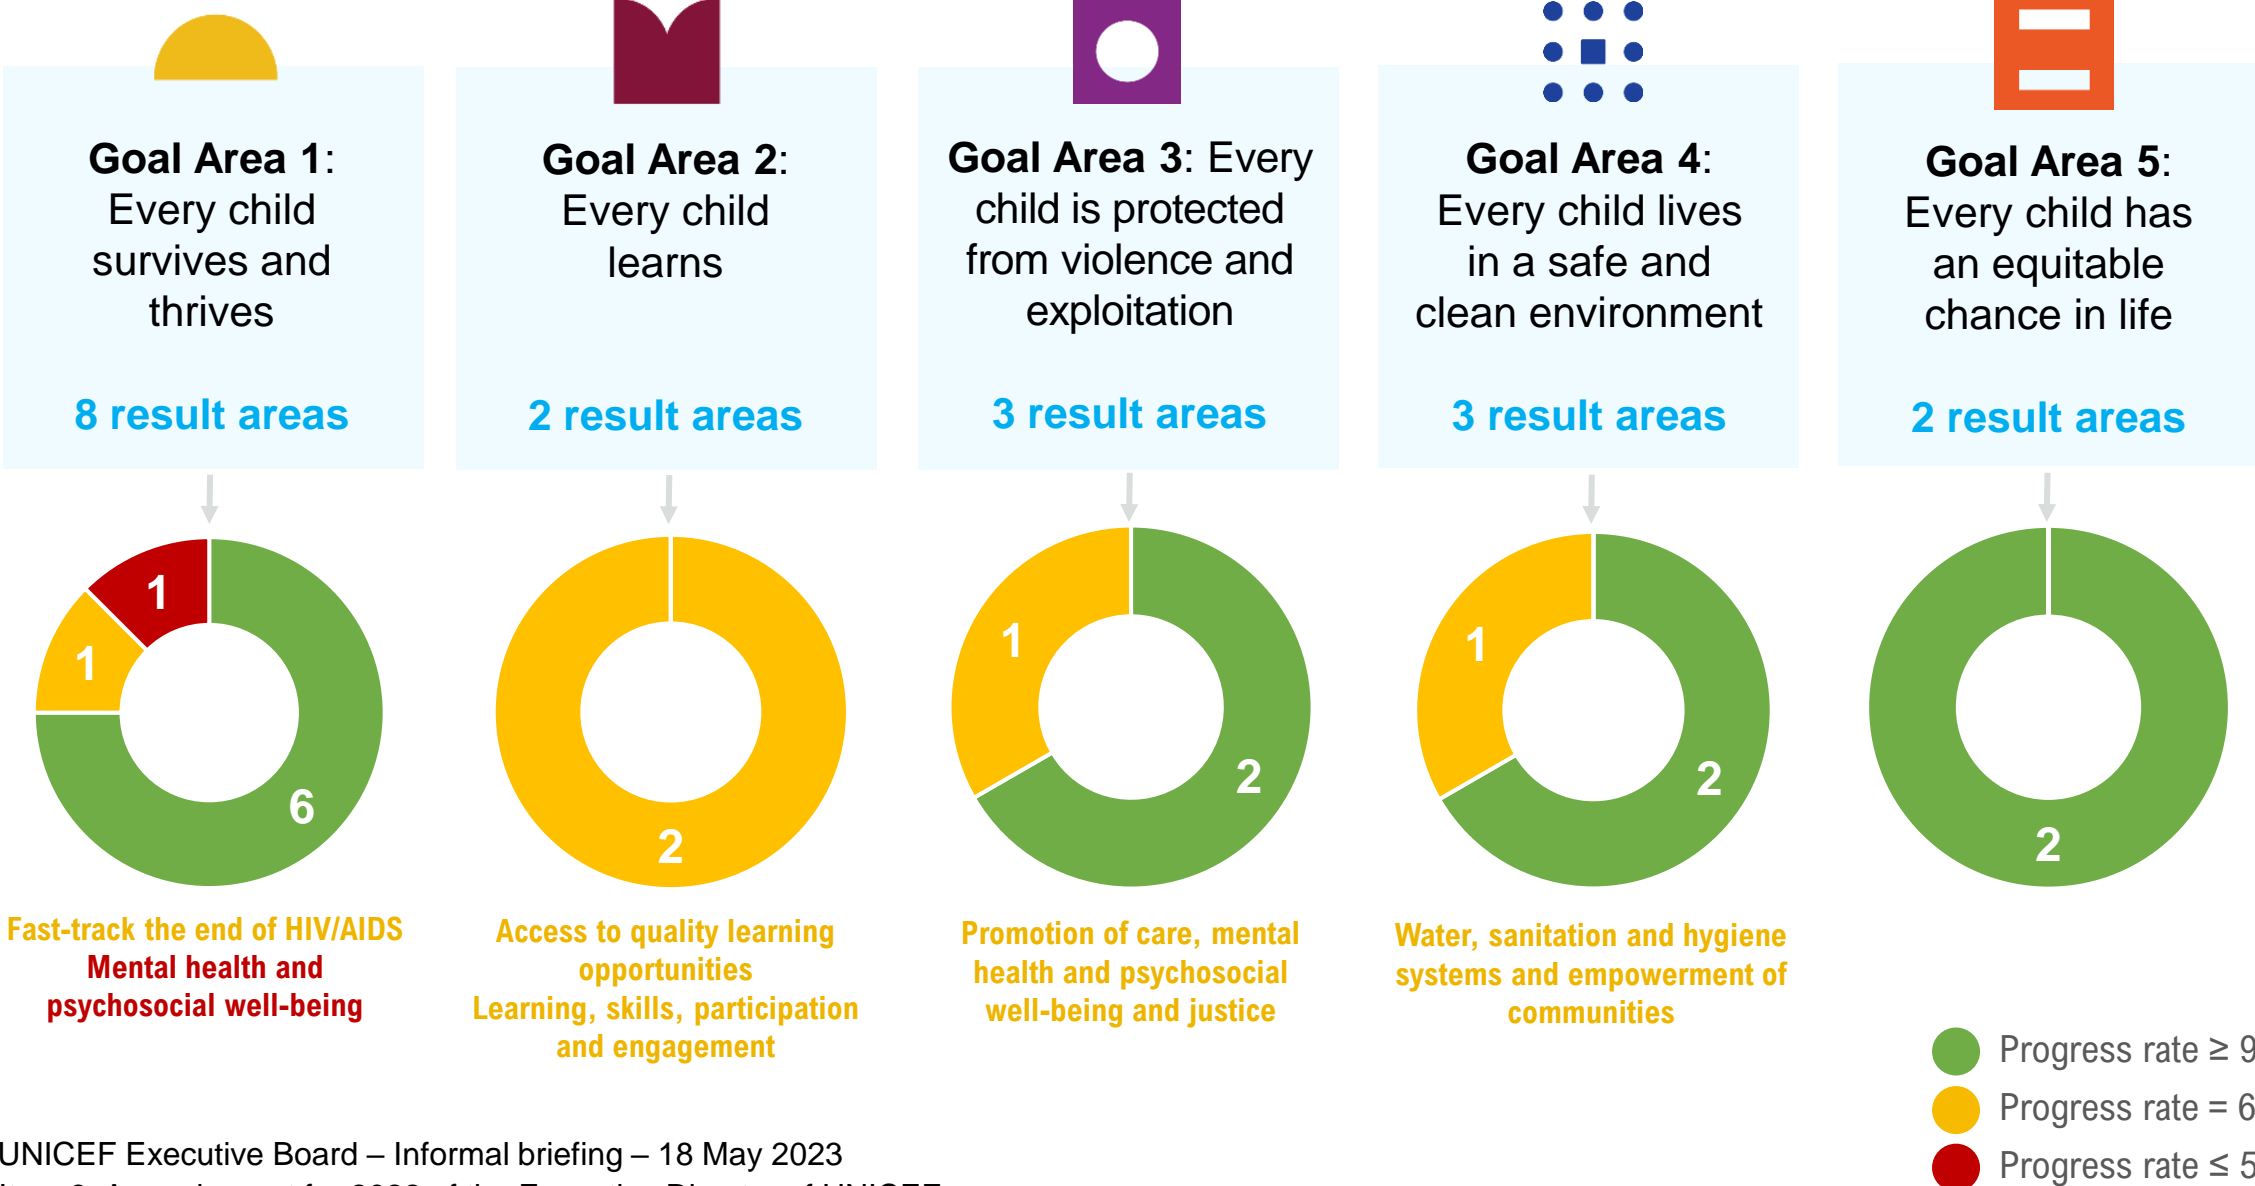 Goal Area 1:
Every child
survives and
thrives
8 result areas
Goal Area 2:
Every child
learns
2 result areas
Goal Area 3: Every
child is protected
from violence and
exploitation
3 result areas
Goal Area 4:
Every child lives
in a safe and
clean environment
3 result areas
Goal Area 5:
Every child has
an equitable
chance in life
2 result areas
1
1
6
2
1
2
1
2
2
Fast-track the end of HIV/AIDS
Mental health and
psychosocial well-being
Access to quality learning
opportunities
Learning, skills, participation
and engagement
Promotion of care, mental
health and psychosocial
well-being and justice
Water, sanitation and hygiene
systems and empowerment of
communities
Progress rate ≥ 9
Progress rate = 6
Progress rate ≤ 5
UNICEF Executive Board – Informal briefing – 18 May 2023